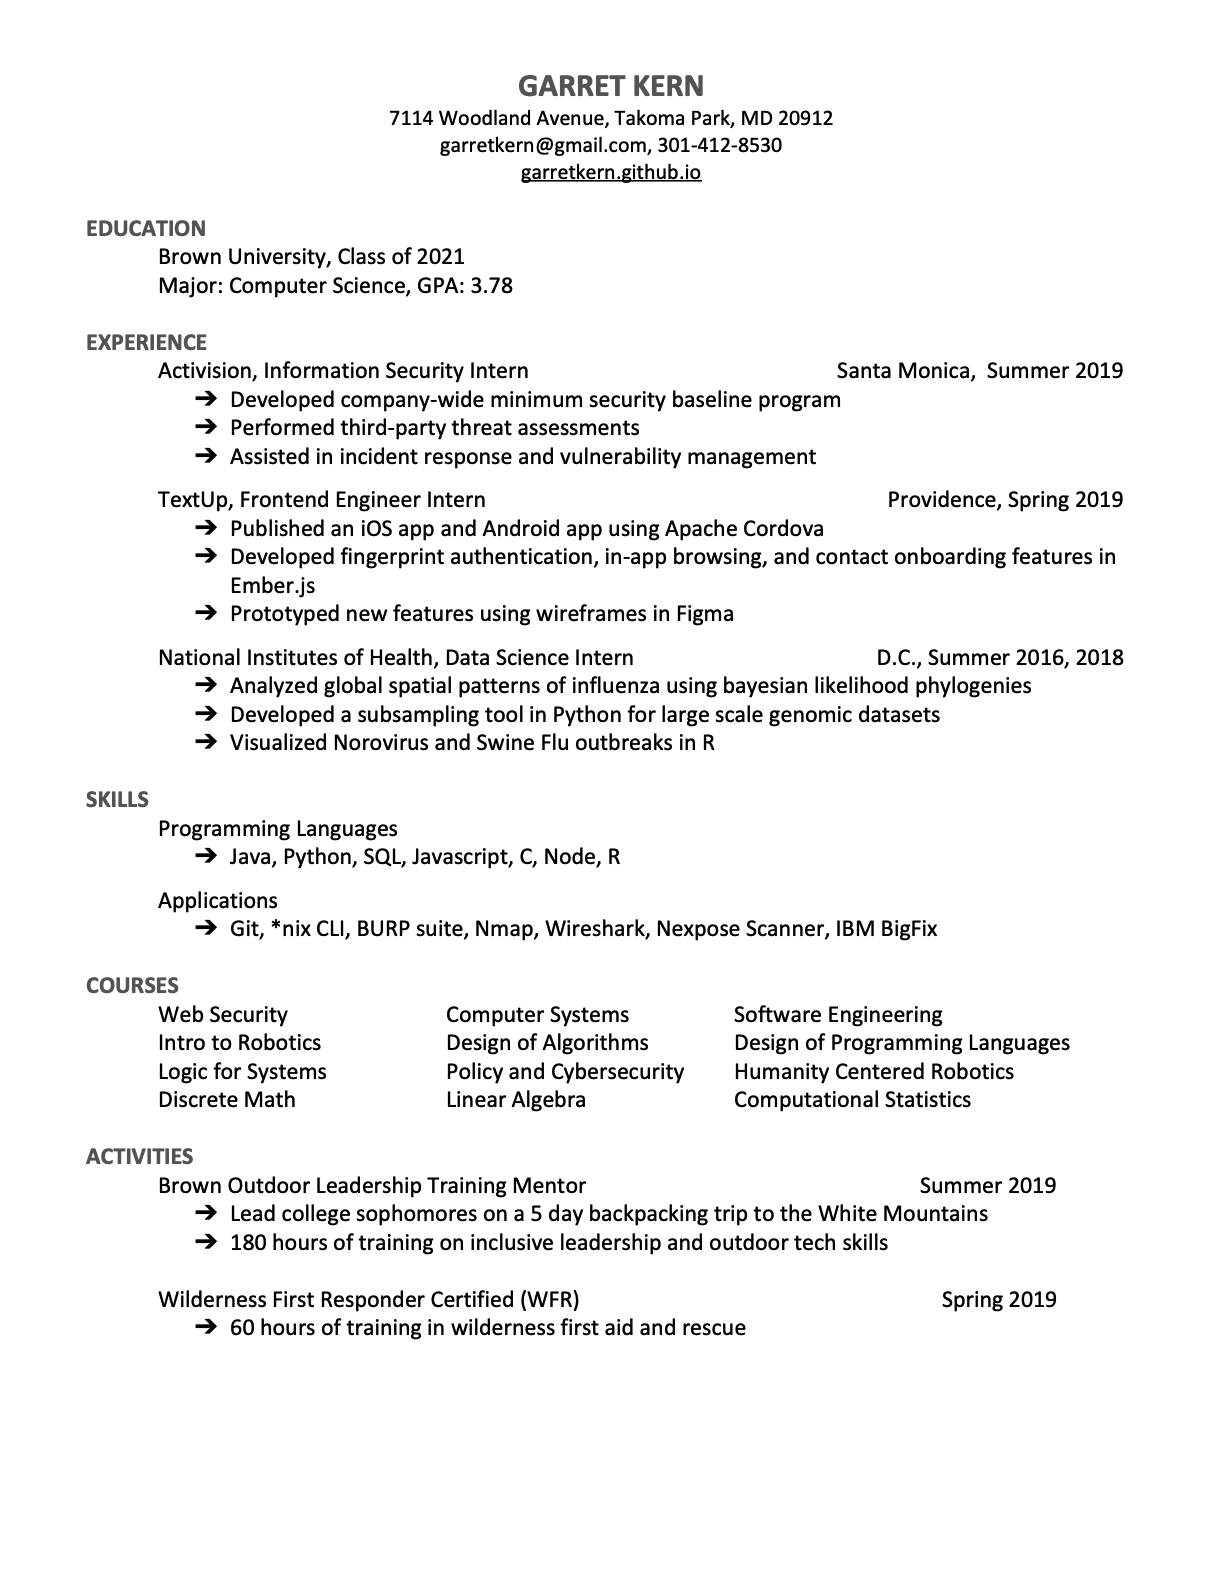 GARRET KERN
7114 Woodland Avenue, Takoma Park, MD 20912
garretkern@gmail.com, 301-412-8530
garretkern.github.io
EDUCATION
Brown University, Class of 2021
Major: Computer Science, GPA: 3.78
EXPERIENCE
Activision, Information Security Intern Santa Monica,  Summer 2019
➔ Developed company-wide minimum security baseline program
➔ Performed third-party threat assessments
➔ Assisted in incident response and vulnerability management
TextUp, Frontend Engineer Intern Providence, Spring 2019
➔ Published an iOS app and Android app using Apache Cordova
➔ Developed fingerprint authentication, in-app browsing, and contact onboarding features in
Ember.js
➔ Prototyped new features using wireframes in Figma
National Institutes of Health, Data Science Intern D.C., Summer 2016, 2018
➔ Analyzed global spatial patterns of influenza using bayesian likelihood phylogenies
➔ Developed a subsampling tool in Python for large scale genomic datasets
➔ Visualized Norovirus and Swine Flu outbreaks in R
SKILLS
Programming Languages
➔ Java, Python, SQL, Javascript, C, Node, R
Applications
➔ Git, *nix CLI, BURP suite, Nmap, Wireshark, Nexpose Scanner, IBM BigFix
COURSES
Web Security Computer Systems Software Engineering
Intro to Robotics Design of Algorithms Design of Programming Languages
Logic for Systems Policy and Cybersecurity Humanity Centered Robotics
Discrete Math Linear Algebra Computational Statistics
ACTIVITIES
Brown Outdoor Leadership Training Mentor Summer 2019
➔ Lead college sophomores on a 5 day backpacking trip to the White Mountains
➔ 180 hours of training on inclusive leadership and outdoor tech skills
Wilderness First Responder Certified (WFR) Spring 2019
➔ 60 hours of training in wilderness first aid and rescue